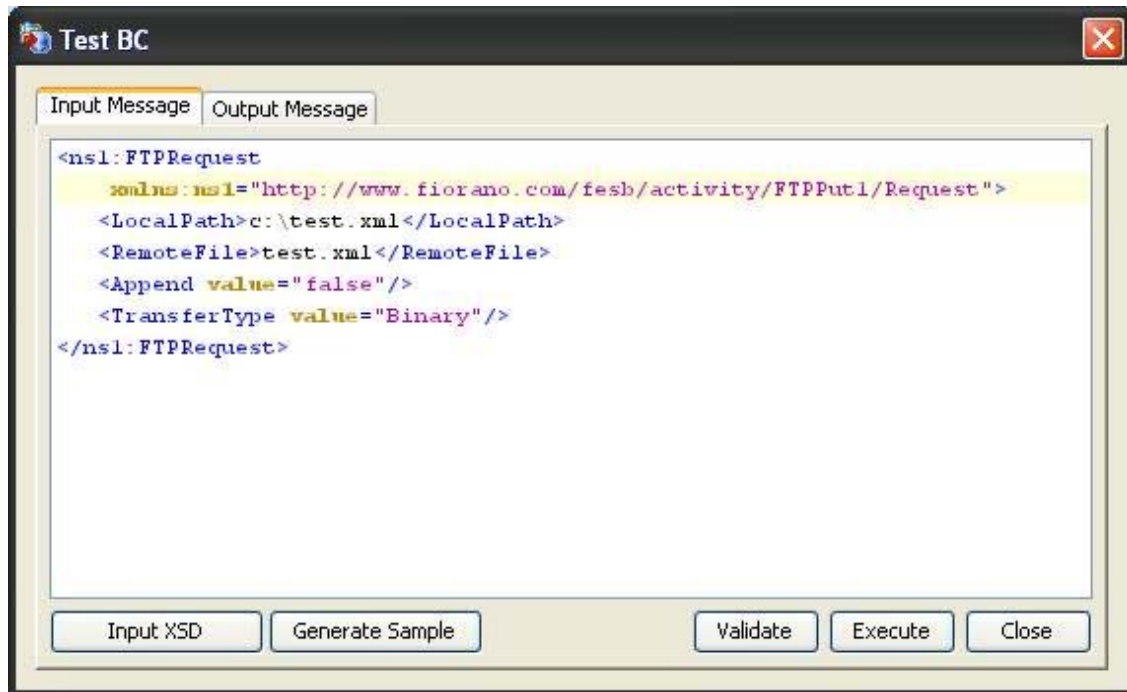 Test BC
Input Message Output Message
<ns1:FTPRequest
xmlns:ns1="http://www.fiorano.com/fesb/activity/FTPPut1/Request">
<LocalPath>c:\test.xml</LocalPath>
<RemoteFile>test.xml</RemoteFile>
<Append value="false"/>
<TransferType value="Binary"/>
</ns1:FTPRequest>
Input XSD Generate Sample Validate Execute Close